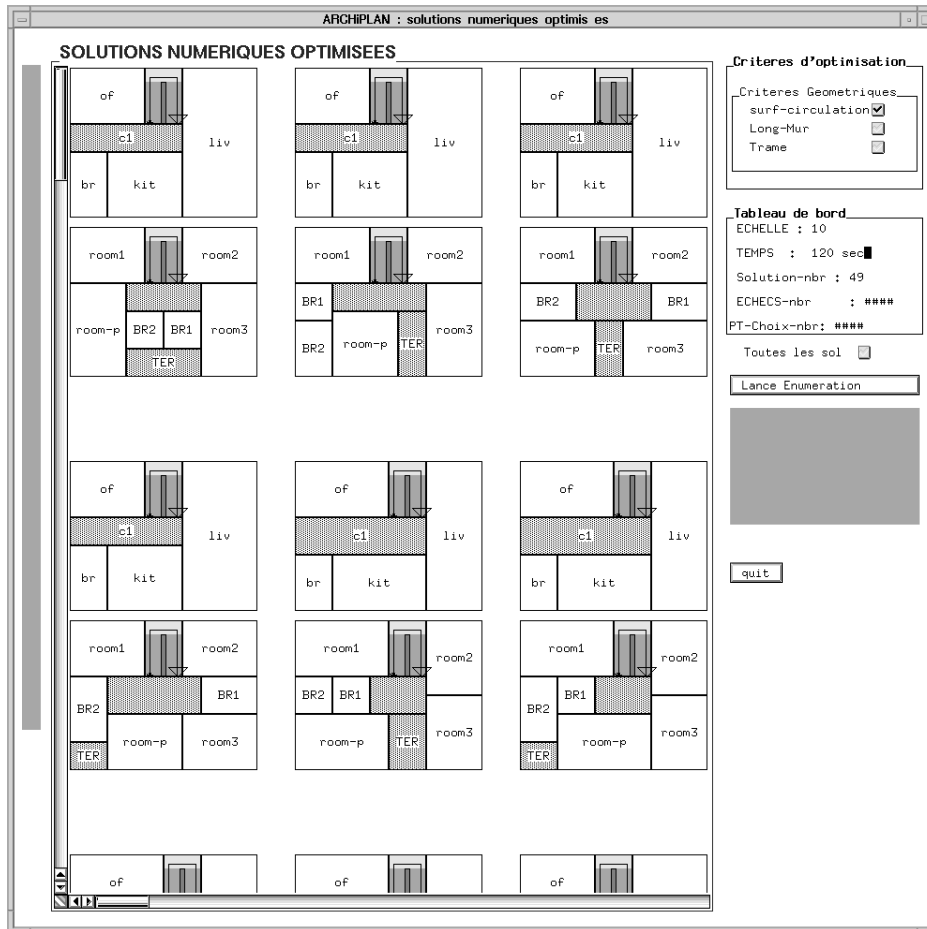 ARCHiPLAN : solutions numeriques optimis es
SOLUTIONS NUMERIQUES OPTIMISEES
of of of
c1 liv c1 liv c1 liv
br kit br kit br kit
room1 room2 room1 room2 room1 room2
BR1 BR2 BR1
room-p BR2 BR1 room3 room-p TER room3 room-p TER room3
BR2
TER
of of of
c1 liv c1 liv c1 liv
br kit br kit br kit
room1 room2 room1 room2 room1 room2
BR2 BR1 BR2 BR1 BR2 BR1
room-p room3 room-p TER room3 room-p room3
TER TER
of of of
Criteres d'optimisation
Criteres Geometriques
surf-circulation
Long-Mur
Trame
Tableau de bord
ECHELLE : 10
TEMPS : 120 sec
Solution-nbr : 49
ECHECS-nbr : ####
PT-Choix-nbr: ####
Toutes les sol
Lance Enumeration
quit